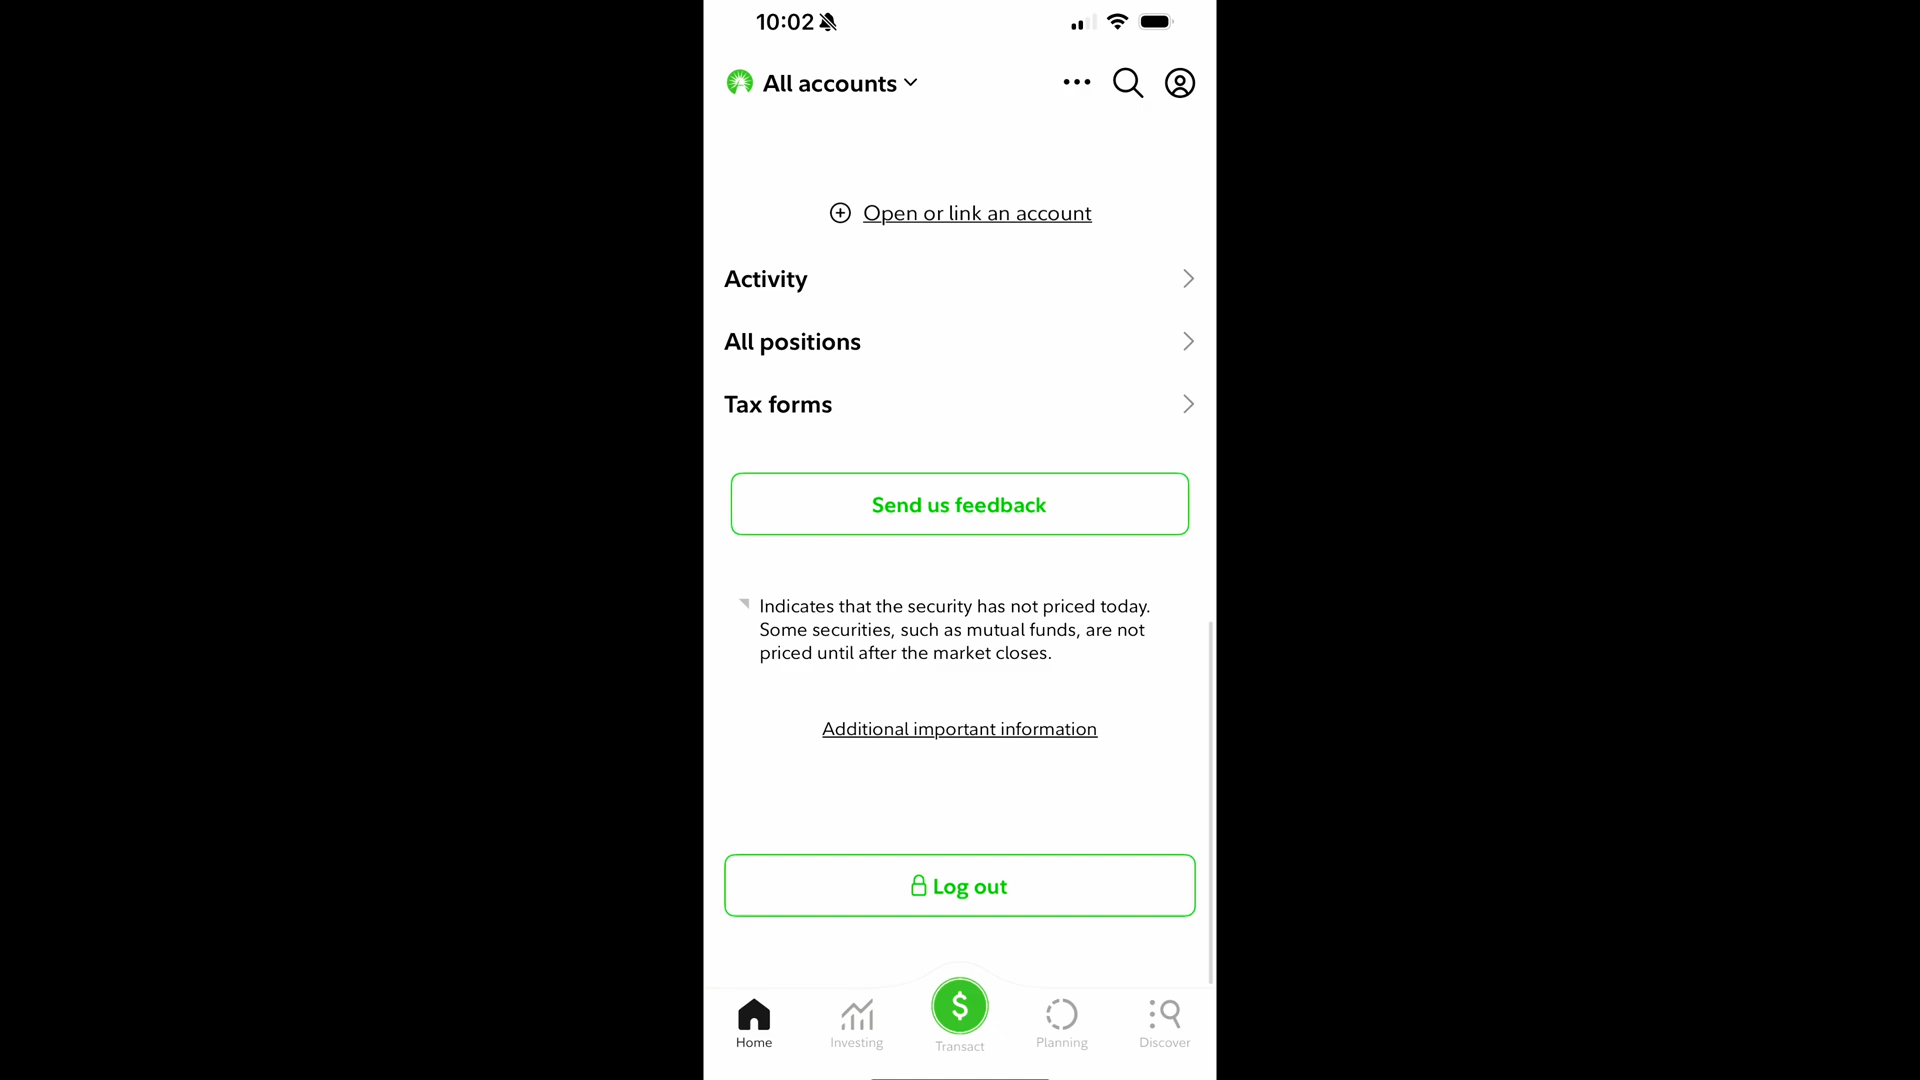 10:02
All accounts
Open or link an account
Activity
All positions
Tax forms
Send us feedback
Indicates that the security has not priced today.
Some securities, such as mutual funds, are not
priced until after the market closes.
Additional important information
Log out
$
Home
Investing
Transact
Planning
Discover